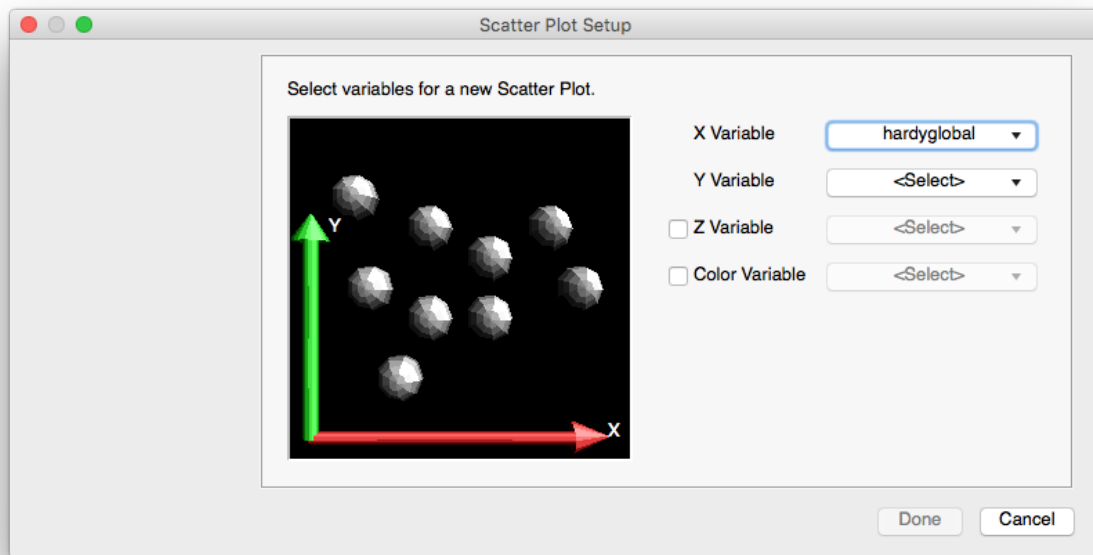 Scatter Plot Setup
Select variables for a new Scatter Plot.
X Variable hardyglobal
Y Variable <Select>
Z Variable <Select>
Color Variable <Select>
Y
X
Done Cancel